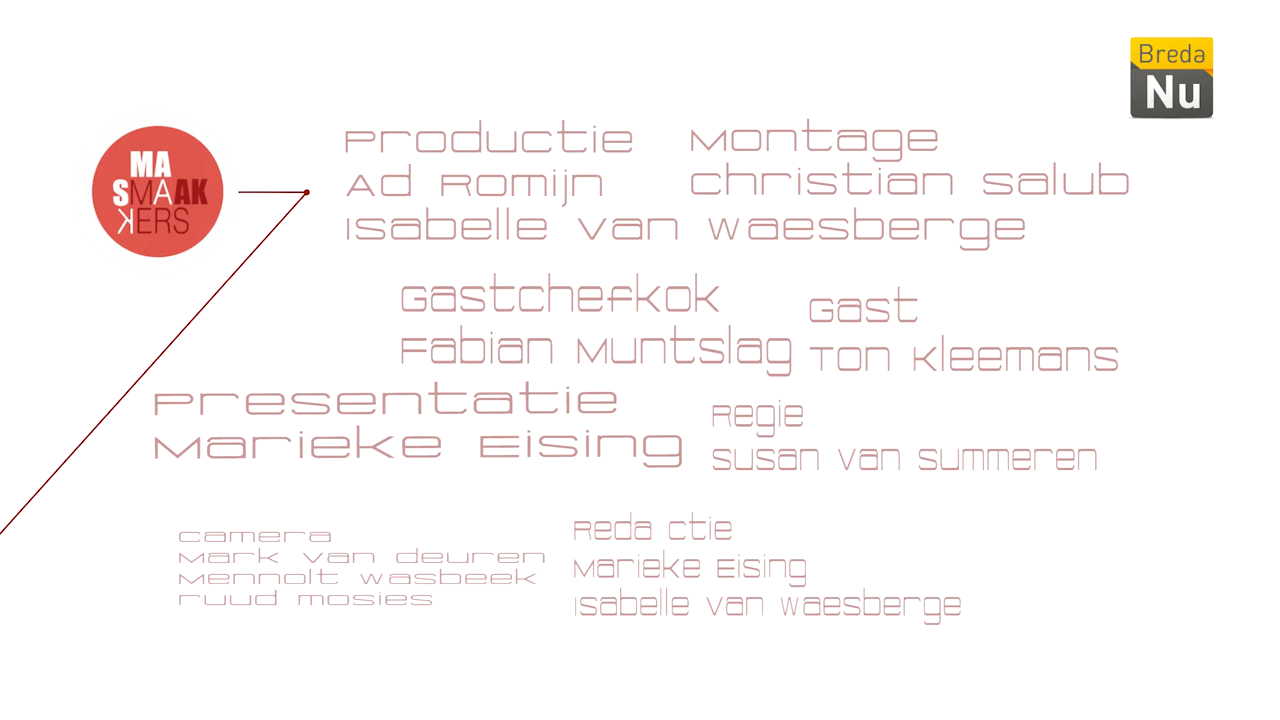 Breda
Nu
MA
SMAAK
KERS
Productie
Ad Romijn
Isabelle van Waesberge
Montage
Christian Salub
Gastchefkok
Fabian Muntslag
Gast
Ton Kleemans
Presentatie
Marieke Eising
Regie
Susan van Summeren
camera
mark van deuren
mennolt wasbeek
ruud mosies
Reda ctie
Marieke Eising
Isabelle van Waesberge